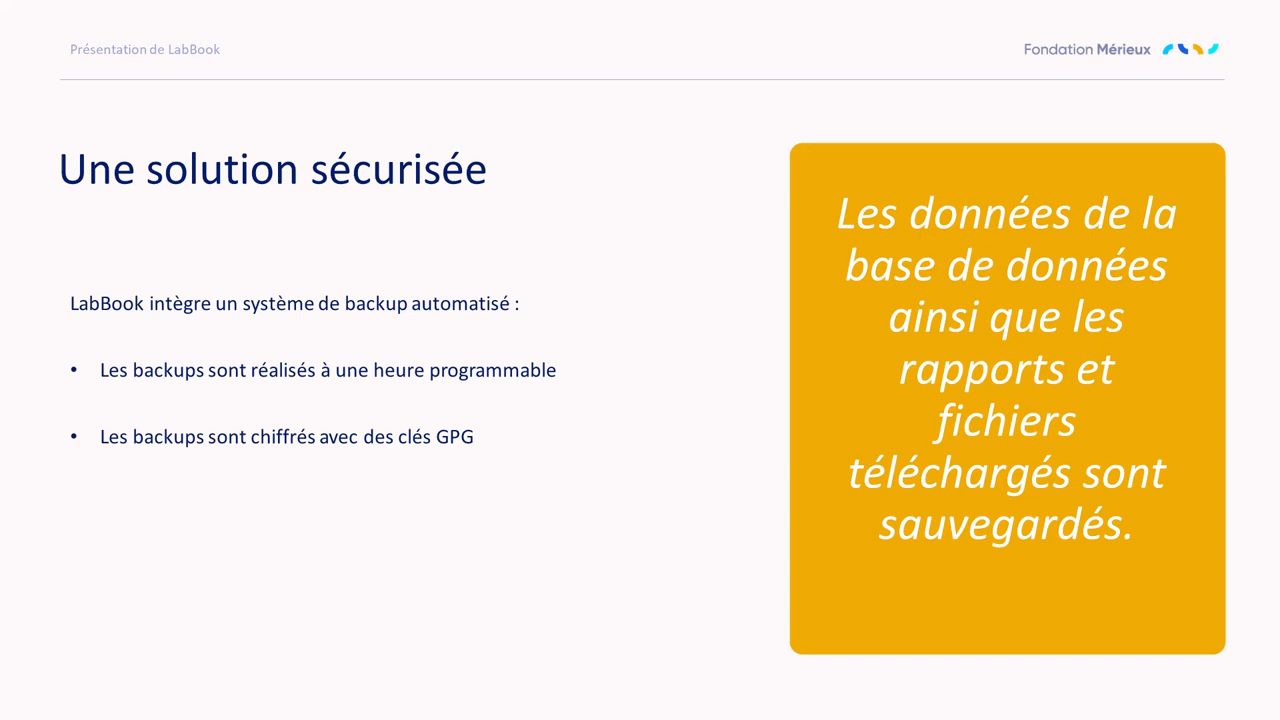 Présentation de LabBook
Fondation Mérieux
Une solution sécurisée
LabBook intègre un système de backup automatisé :
• Les backups sont réalisés à une heure programmable
• Les backups sont chiffrés avec des clés GPG
Les données de la
base de données
ainsi que les
rapports et
fichiers
téléchargés sont
sauvegardés.